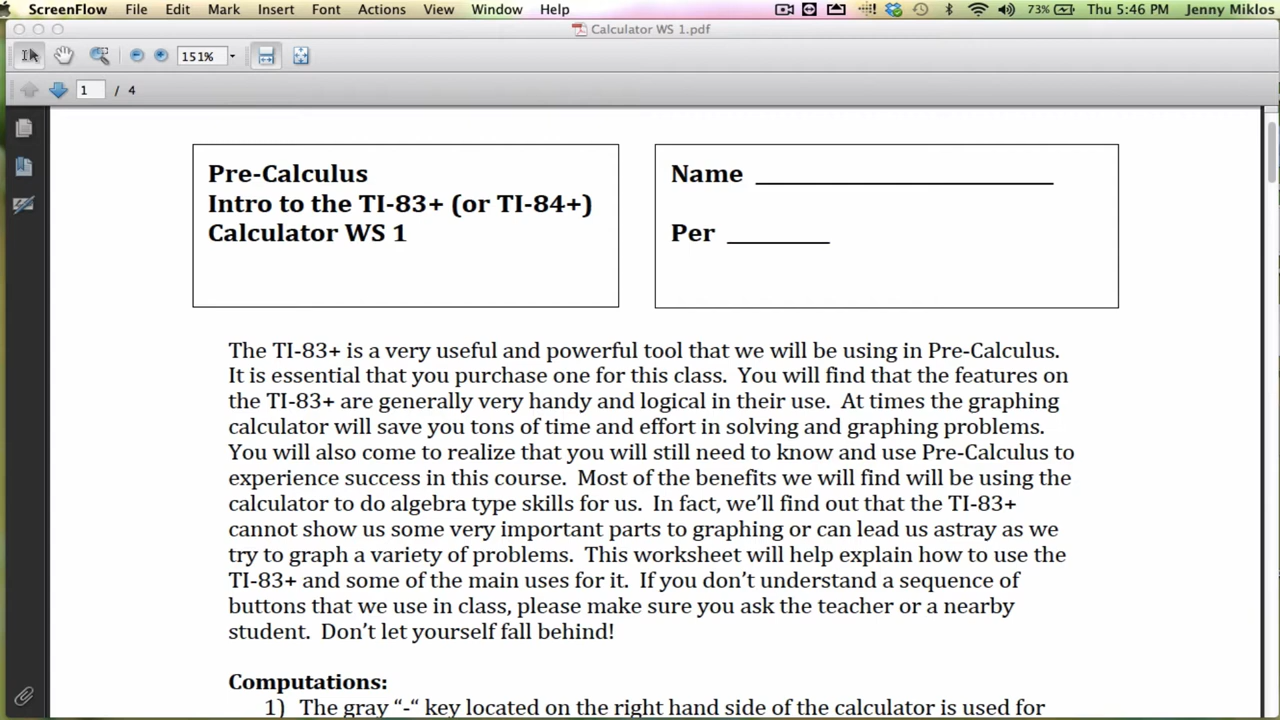 ScreenFlow File Edit Mark Insert Font Actions View Window Help 73% Thu 5:46 PM Jenny Miklos
Calculator WS 1.pdf
151%
1 / 4
Pre-Calculus
Intro to the TI-83+ (or TI-84+)
Calculator WS 1
Name
Per
The TI-83+ is a very useful and powerful tool that we will be using in Pre-Calculus.
It is essential that you purchase one for this class. You will find that the features on
the TI-83+ are generally very handy and logical in their use. At times the graphing
calculator will save you tons of time and effort in solving and graphing problems.
You will also come to realize that you will still need to know and use Pre-Calculus to
experience success in this course. Most of the benefits we will find will be using the
calculator to do algebra type skills for us. In fact, we’ll find out that the TI-83+
cannot show us some very important parts to graphing or can lead us astray as we
try to graph a variety of problems. This worksheet will help explain how to use the
TI-83+ and some of the main uses for it. If you don’t understand a sequence of
buttons that we use in class, please make sure you ask the teacher or a nearby
student. Don’t let yourself fall behind!
Computations:
1) The gray “-“ key located on the right hand side of the calculator is used for